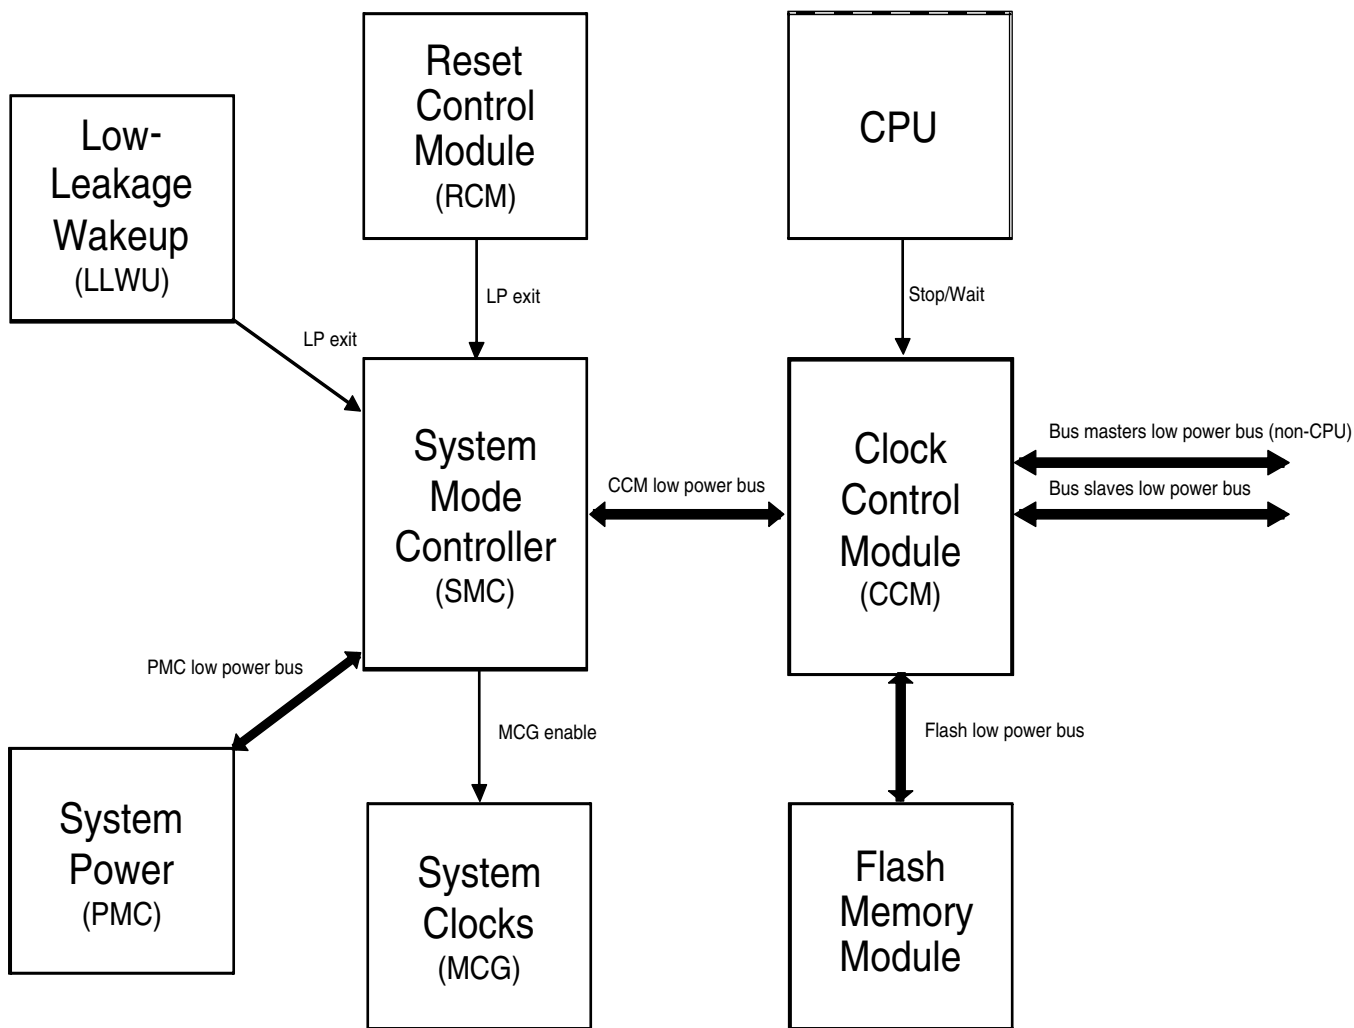 Reset
Control
Module
(RCM)
CPU
Low-
Leakage
Wakeup
(LLWU)
LP exit
Stop/Wait
LP exit
System
Mode
Controller
(SMC)
CCM low power bus
Clock
Control
Module
(CCM)
Bus masters low power bus (non-CPU)
Bus slaves low power bus
PMC low power bus
MCG enable
Flash low power bus
System
Power
(PMC)
System
Clocks
(MCG)
Flash
Memory
Module